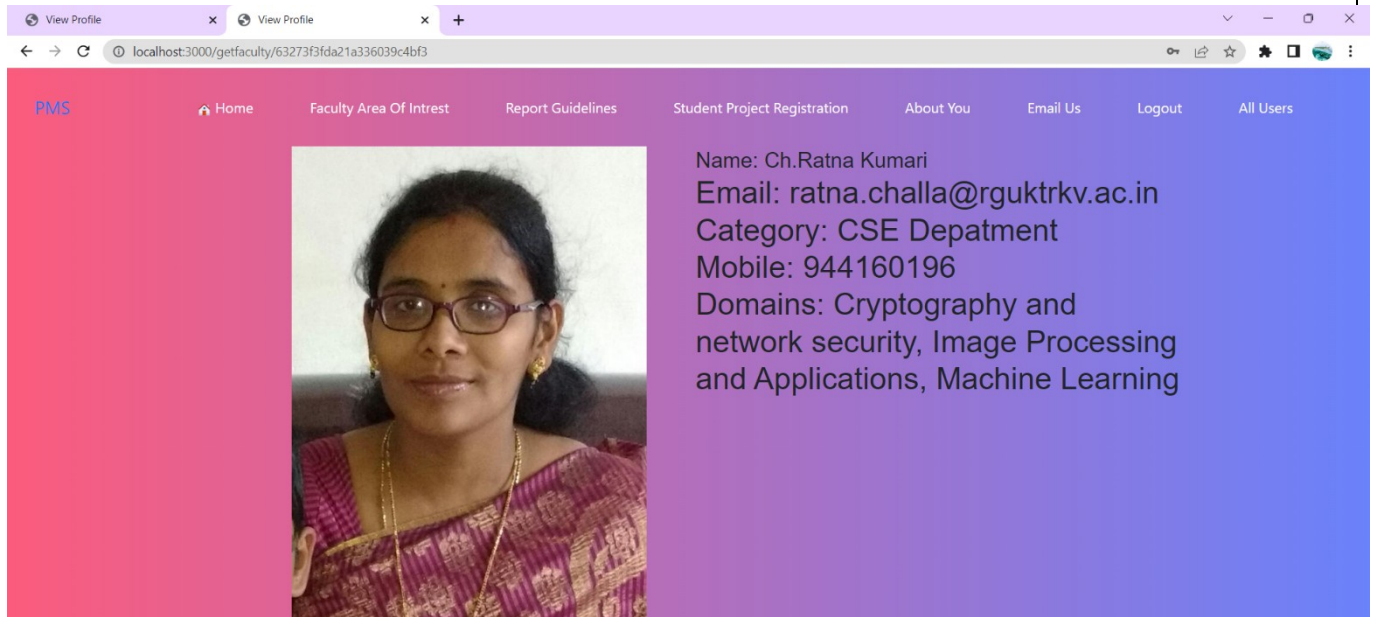 View Profile
View Profile
localhost:3000/getfaculty/63273f3fda21a336039c4bf3
PMS Home Faculty Area Of Intrest Report Guidelines Student Project Registration About You Email Us Logout All Users
Name: Ch.Ratna Kumari
Email: ratna.challa@rguktrkv.ac.in
Category: CSE Depatment
Mobile: 944160196
Domains: Cryptography and
network security, Image Processing
and Applications, Machine Learning